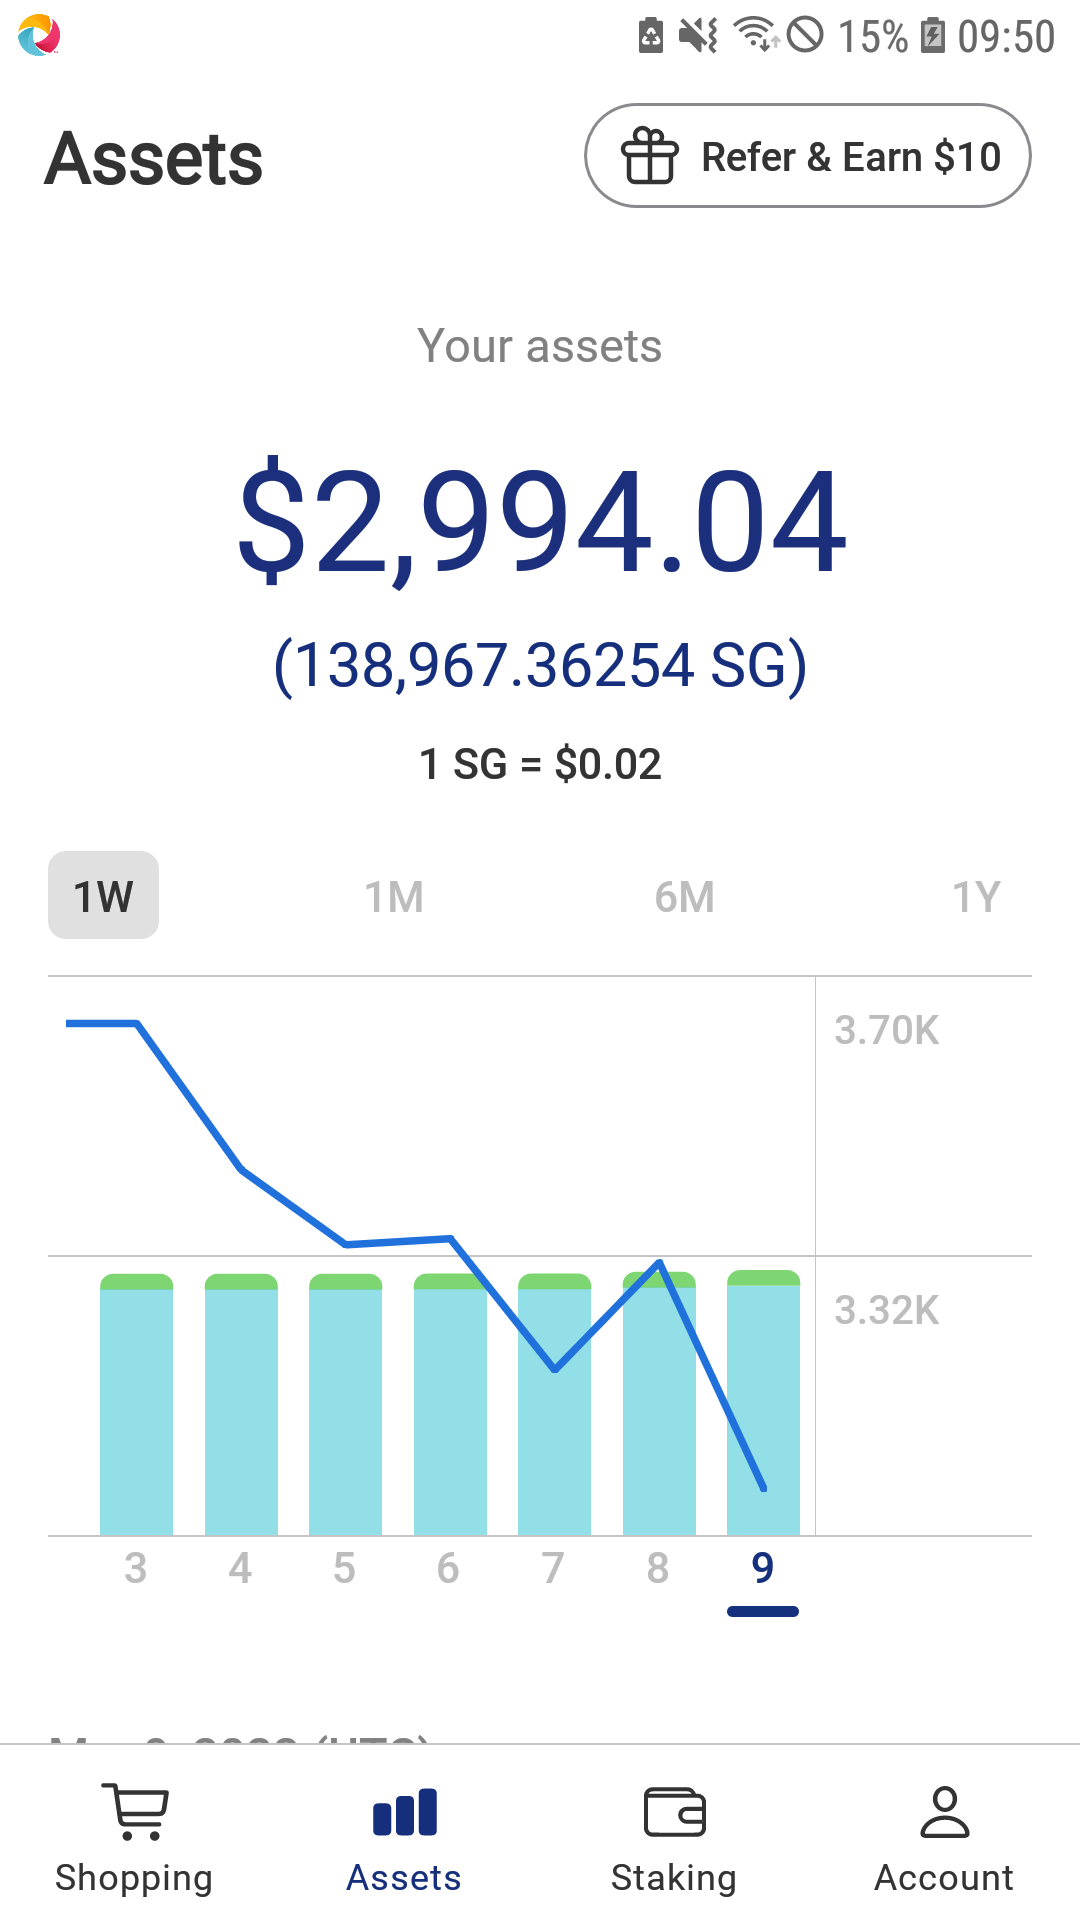 15% 09:50
Assets
Refer & Earn $10
Your assets
$2,994.04
(138,967.36254 SG)
1 SG = $0.02
1W 1M 6M 1Y
3.70K
3.32K
3 4 5 6 7 8 9
Shopping Assets Staking Account